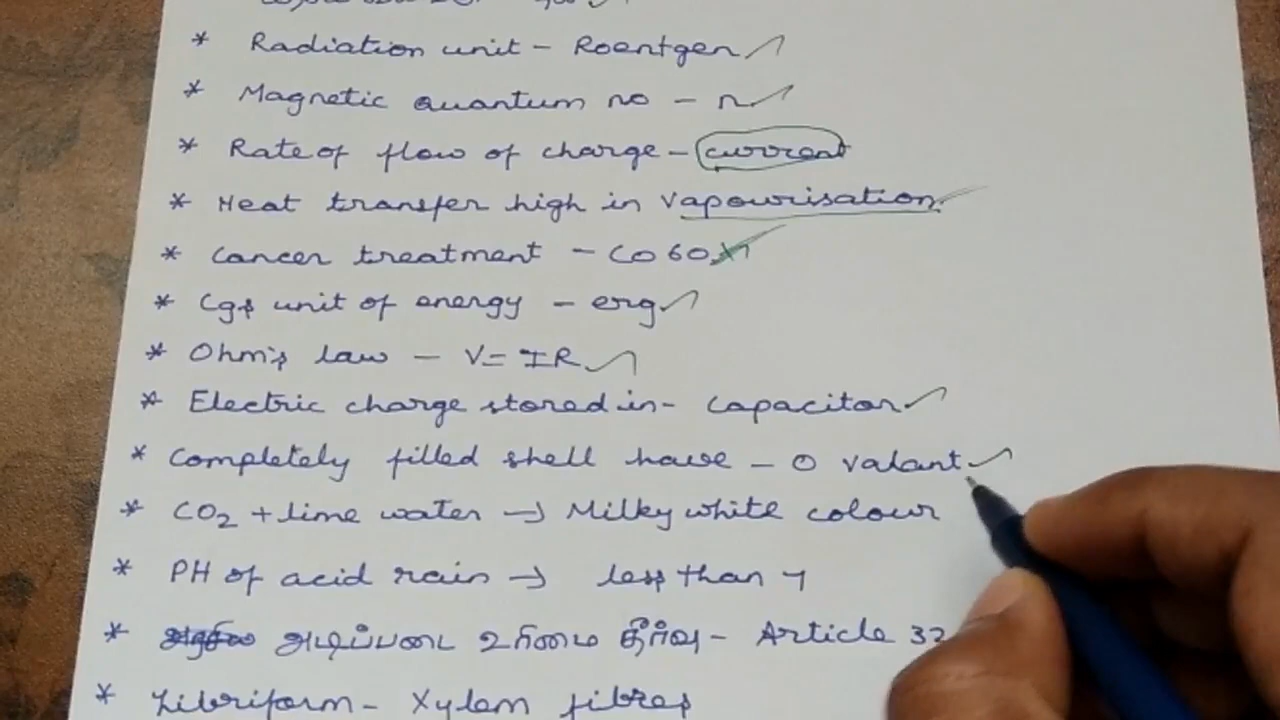 * Radiation unit - Roentgen
* Magnetic quantum no - n
* Rate of flow of charge - current
* Heat transfer high in vapourisation
* Cancer treatment - CO 60
* Cgs unit of energy - erg
* Ohm's law - V = IR
* Electric charge stored in - capacitor
* Completely filled shell have - 0 valant
* CO2 + lime water → Milky white colour
* PH of acid rain → less than 7
* அடிப்படை உரிமை தீர்வு - Article 32
* Libriform - Xylem fibres